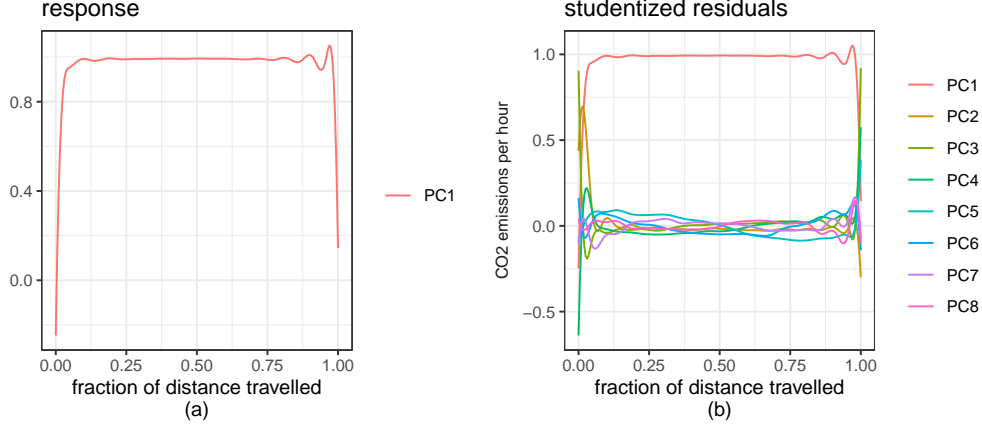 response
0.8
0.4
0.0
0.00 0.25 0.50 0.75 1.00
fraction of distance travelled
(a)
PC1
studentized residuals
CO2 emissions per hour
1.0
0.5
0.0
−0.5
0.00 0.25 0.50 0.75 1.00
fraction of distance travelled
(b)
PC1
PC2
PC3
PC4
PC5
PC6
PC7
PC8